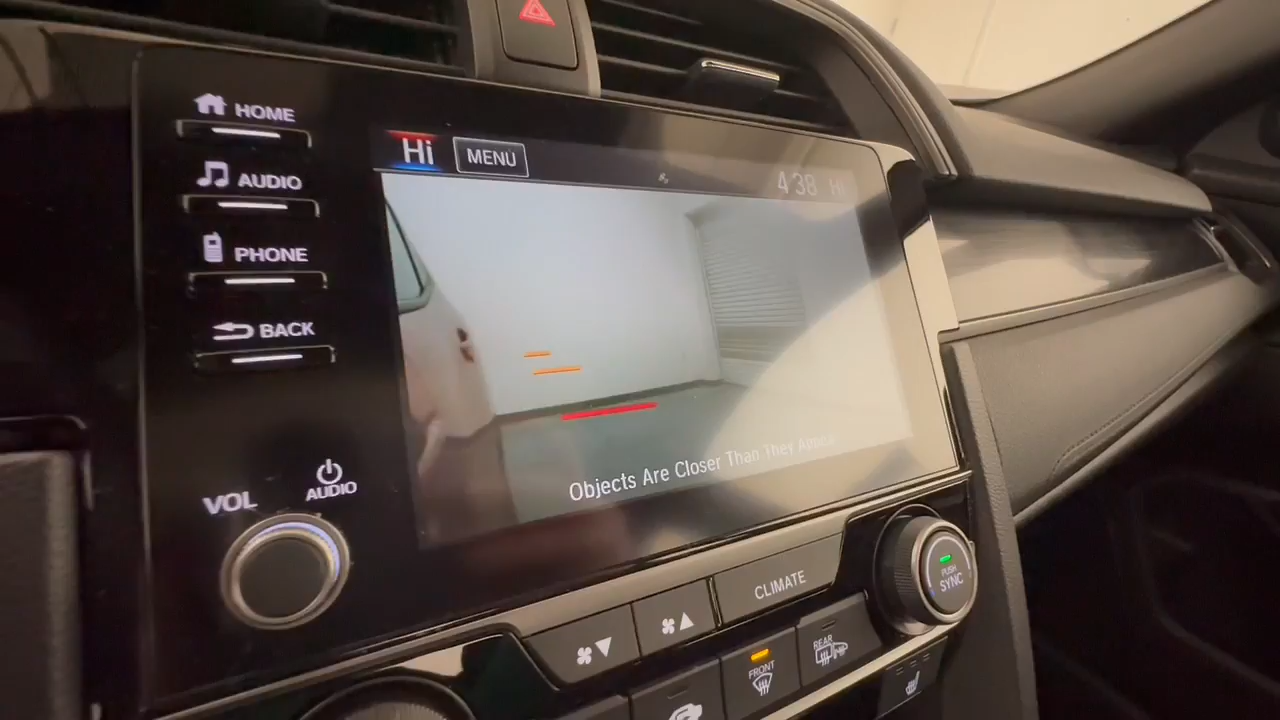 HOME
AUDIO
PHONE
BACK
VOL
AUDIO
Hi
MENU
4:38
Hi
Objects Are Closer Than They Appear
CLIMATE
PUSH
SYNC
FRONT
REAR